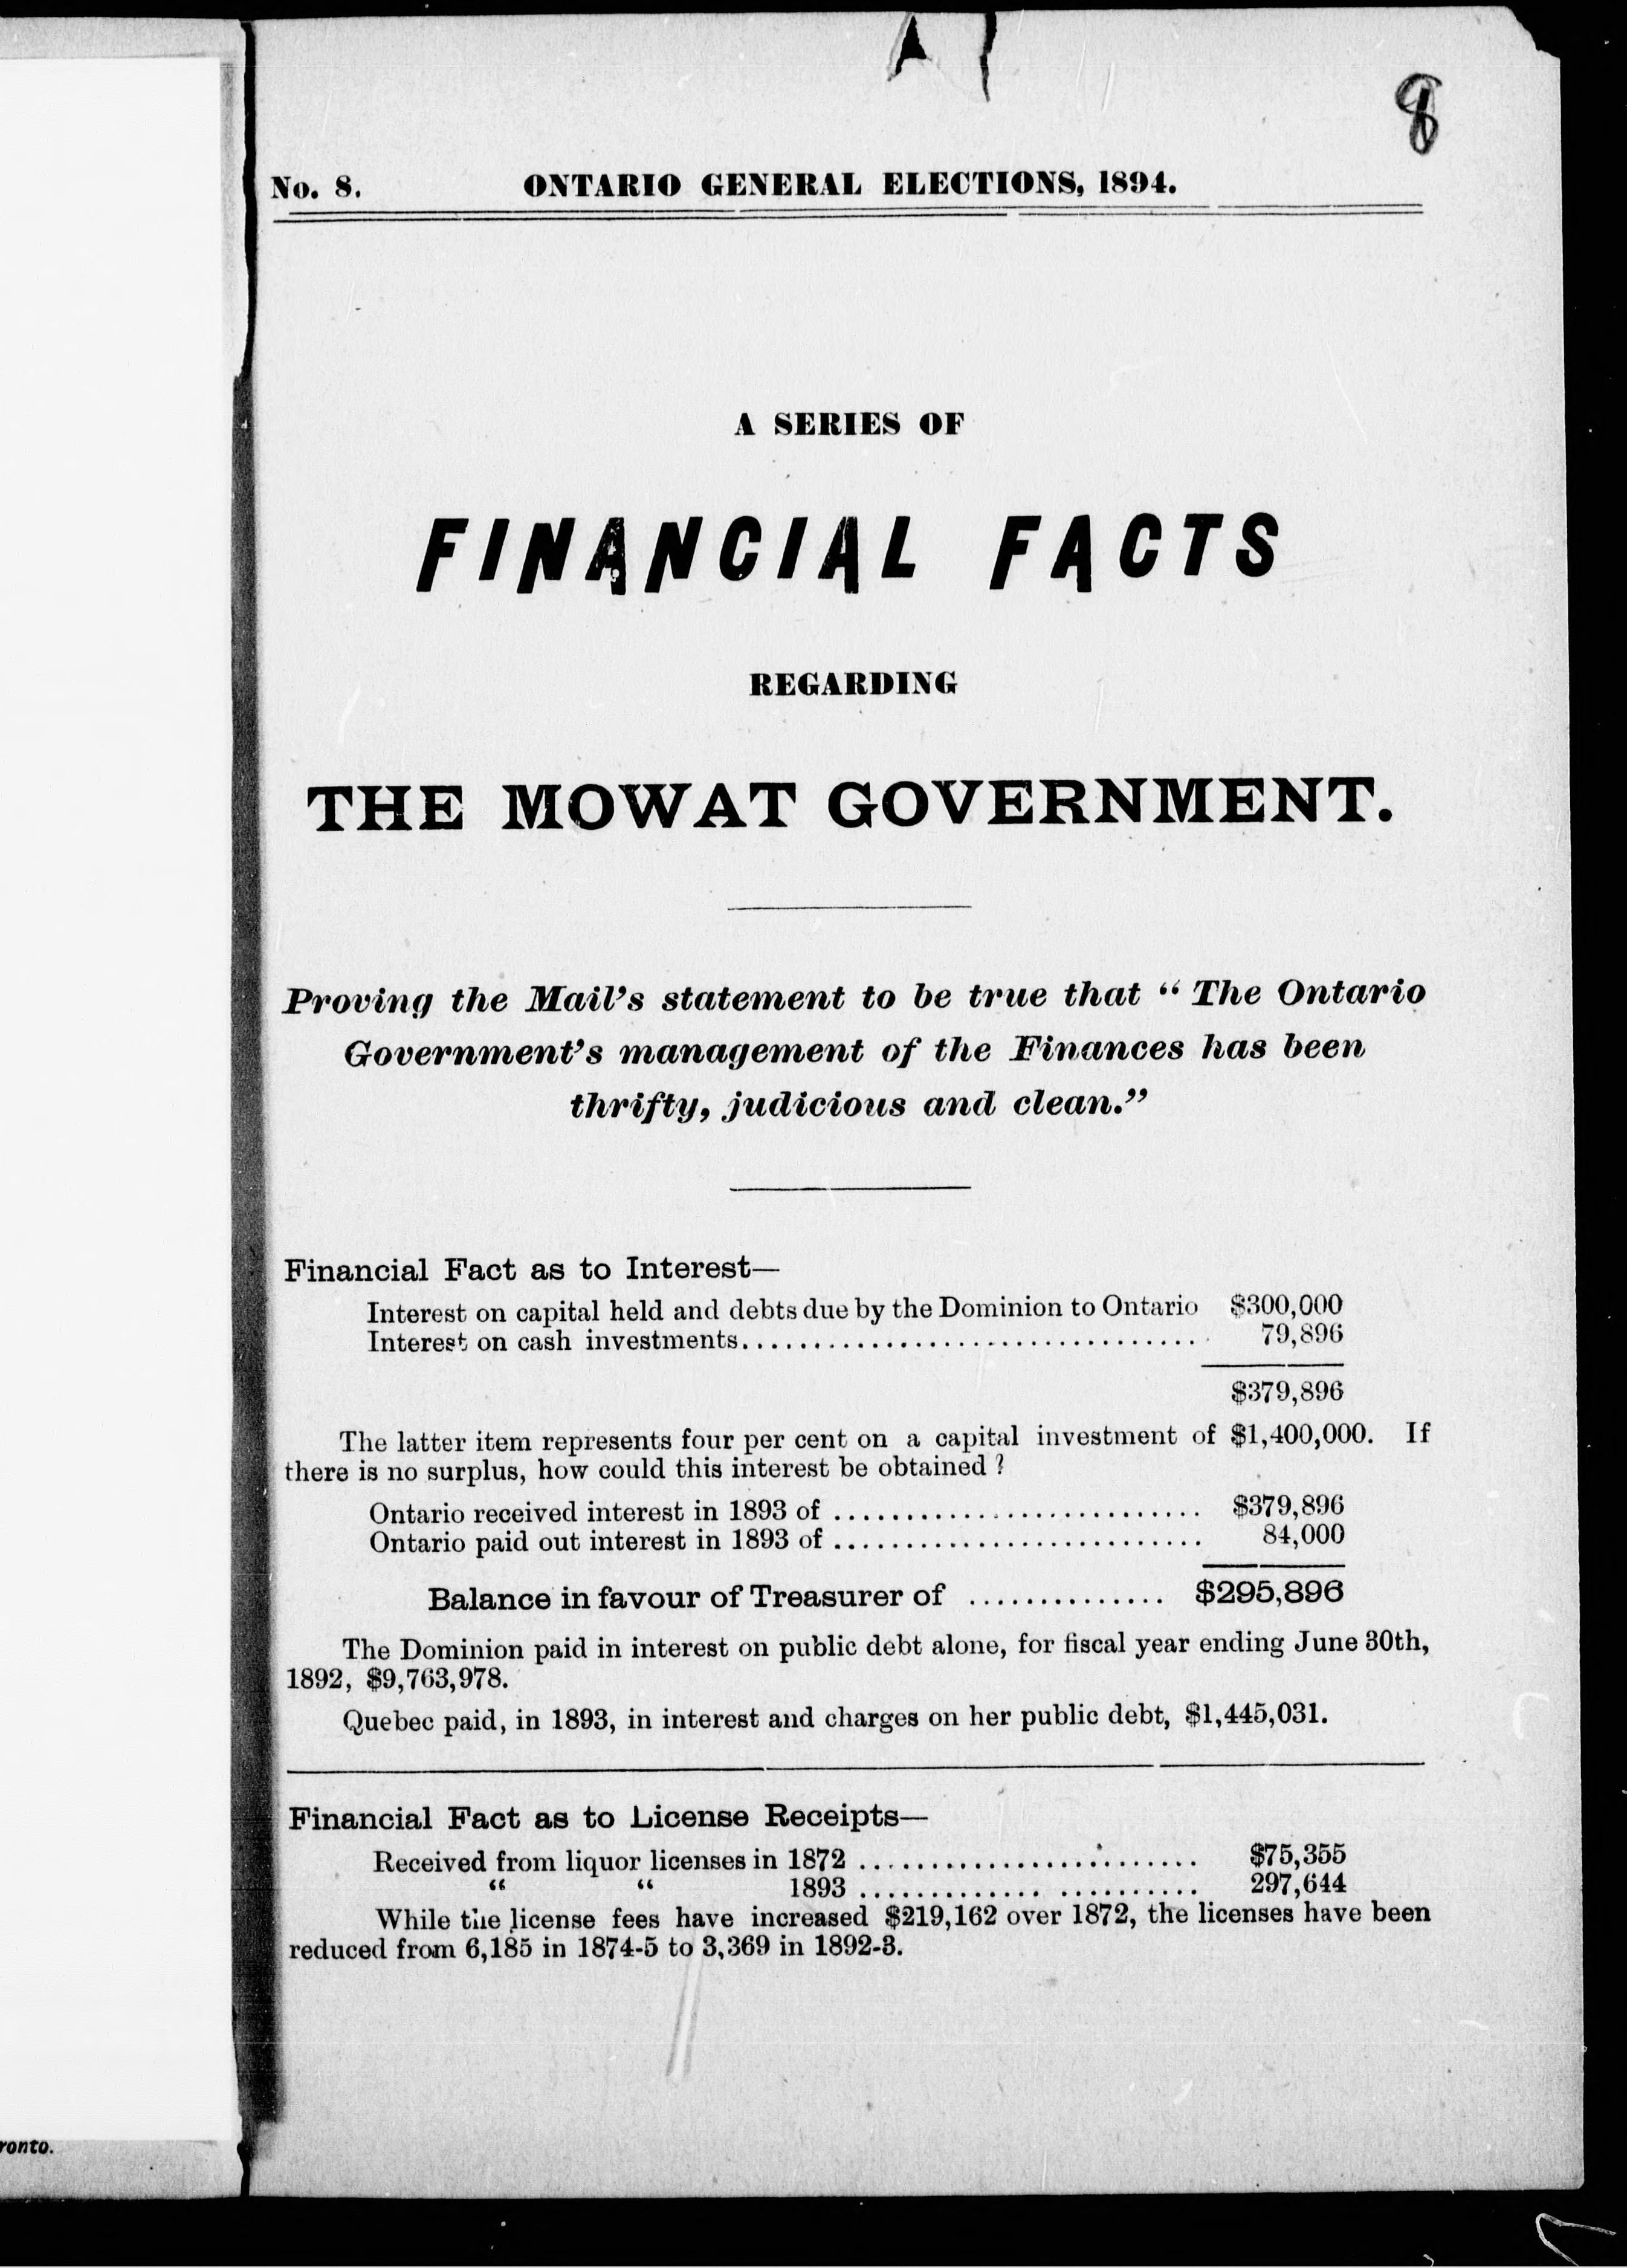 8
No. 8. ONTARIO GENERAL ELECTIONS, 1894.
A SERIES OF
FINANCIAL FACTS
REGARDING
THE MOWAT GOVERNMENT.
Proving the Mail's statement to be true that "The Ontario
Government's management of the Finances has been
thrifty, judicious and clean."
Financial Fact as to Interest—
Interest on capital held and debts due by the Dominion to Ontario $300,000
Interest on cash investments................................ 79,896
$379,896
The latter item represents four per cent on a capital investment of $1,400,000. If
there is no surplus, how could this interest be obtained?
Ontario received interest in 1893 of .......................... $379,896
Ontario paid out interest in 1893 of .......................... 84,000
Balance in favour of Treasurer of .............. $295,896
The Dominion paid in interest on public debt alone, for fiscal year ending June 30th,
1892, $9,763,978.
Quebec paid, in 1893, in interest and charges on her public debt, $1,445,031.
Financial Fact as to License Receipts—
Received from liquor licenses in 1872 ........................ $75,355
" " 1893 ........................ 297,644
While the license fees have increased $219,162 over 1872, the licenses have been
reduced from 6,185 in 1874-5 to 3,369 in 1892-3.
ronto.